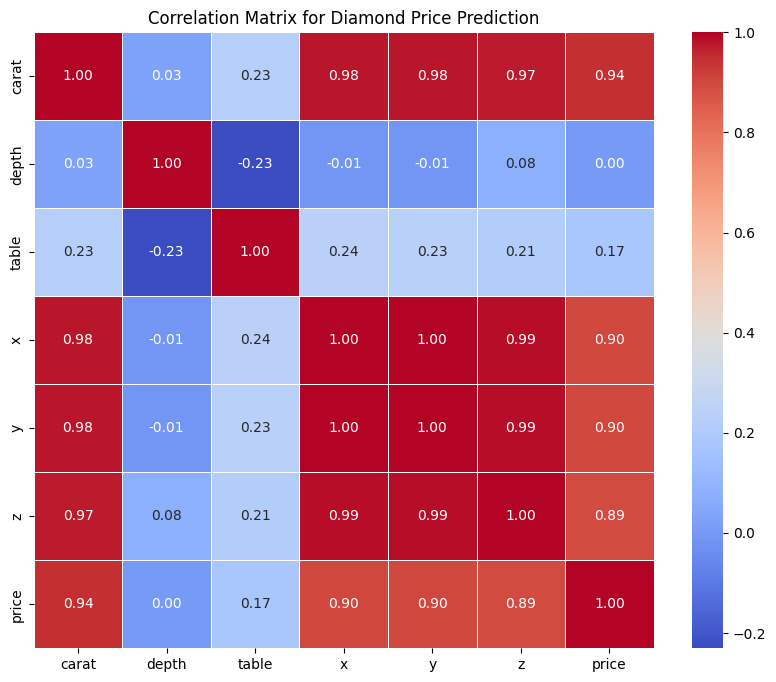 Correlation Matrix for Diamond Price Prediction
carat 1.00 0.03 0.23 0.98 0.98 0.97 0.94
depth 0.03 1.00 -0.23 -0.01 -0.01 0.08 0.00
table 0.23 -0.23 1.00 0.24 0.23 0.21 0.17
x 0.98 -0.01 0.24 1.00 1.00 0.99 0.90
y 0.98 -0.01 0.23 1.00 1.00 0.99 0.90
z 0.97 0.08 0.21 0.99 0.99 1.00 0.89
price 0.94 0.00 0.17 0.90 0.90 0.89 1.00
carat depth table x y z price
1.0
0.8
0.6
0.4
0.2
0.0
−0.2